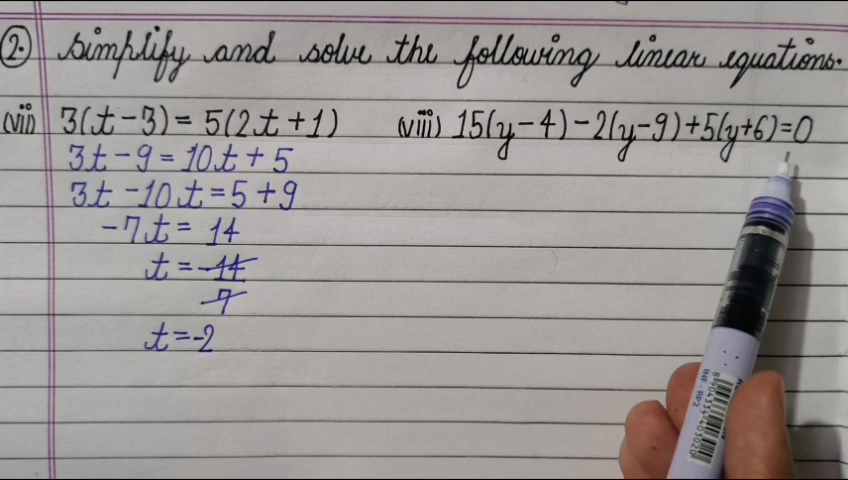 2. Simplify and solve the following linear equations.
(vii) 3(t-3) = 5(2t+1) (viii) 15(y-4)-2(y-9)+5(y+6)=0
3t-9 = 10t+5
3t-10t = 5+9
-7t = 14
t = -14
7
t = -2